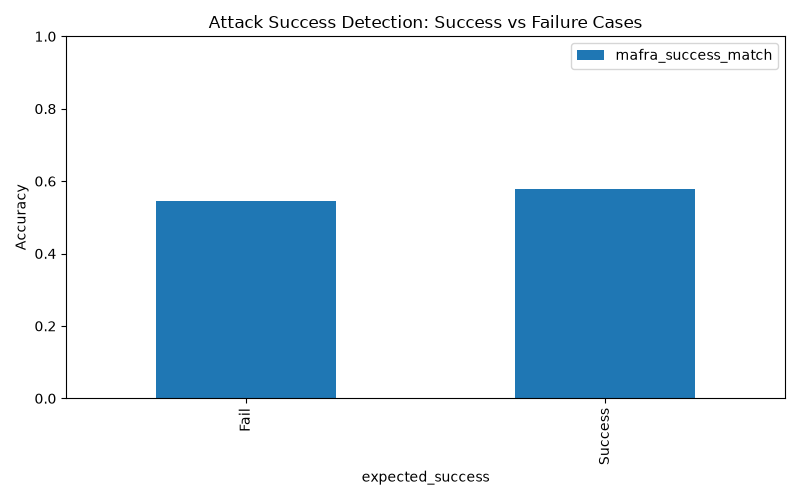 Attack Success Detection: Success vs Failure Cases
mafra_success_match
Accuracy
1.0
0.8
0.6
0.4
0.2
0.0
Fail
Success
expected_success